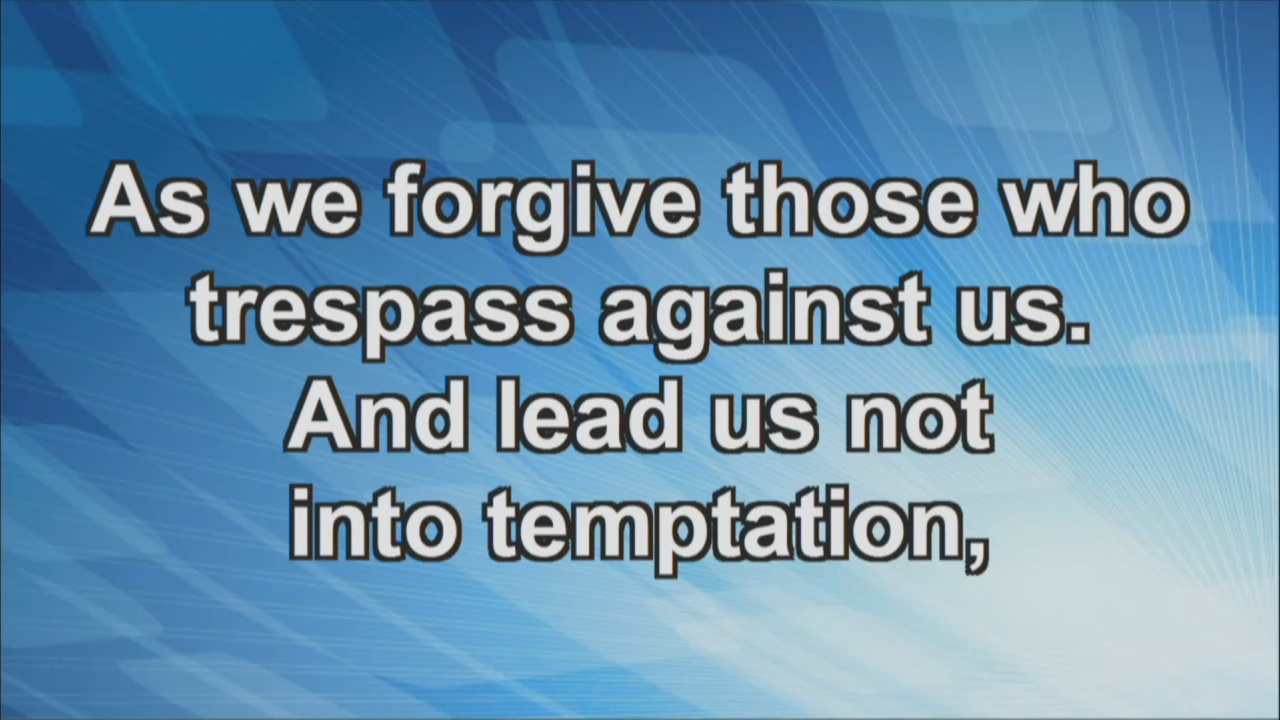 As we forgive those who
trespass against us.
And lead us not
into temptation,